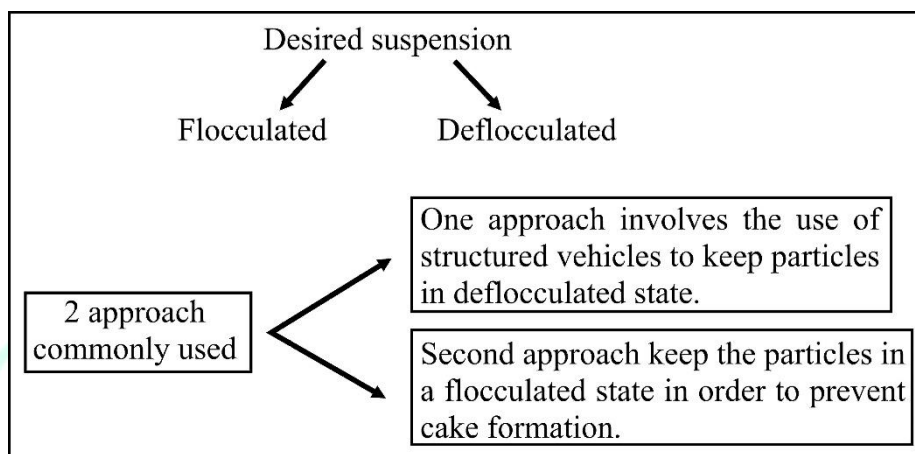 Desired suspension
Flocculated
Deflocculated
One approach involves the use of
structured vehicles to keep particles
in deflocculated state.
2 approach
commonly used
Second approach keep the particles in
a flocculated state in order to prevent
cake formation.